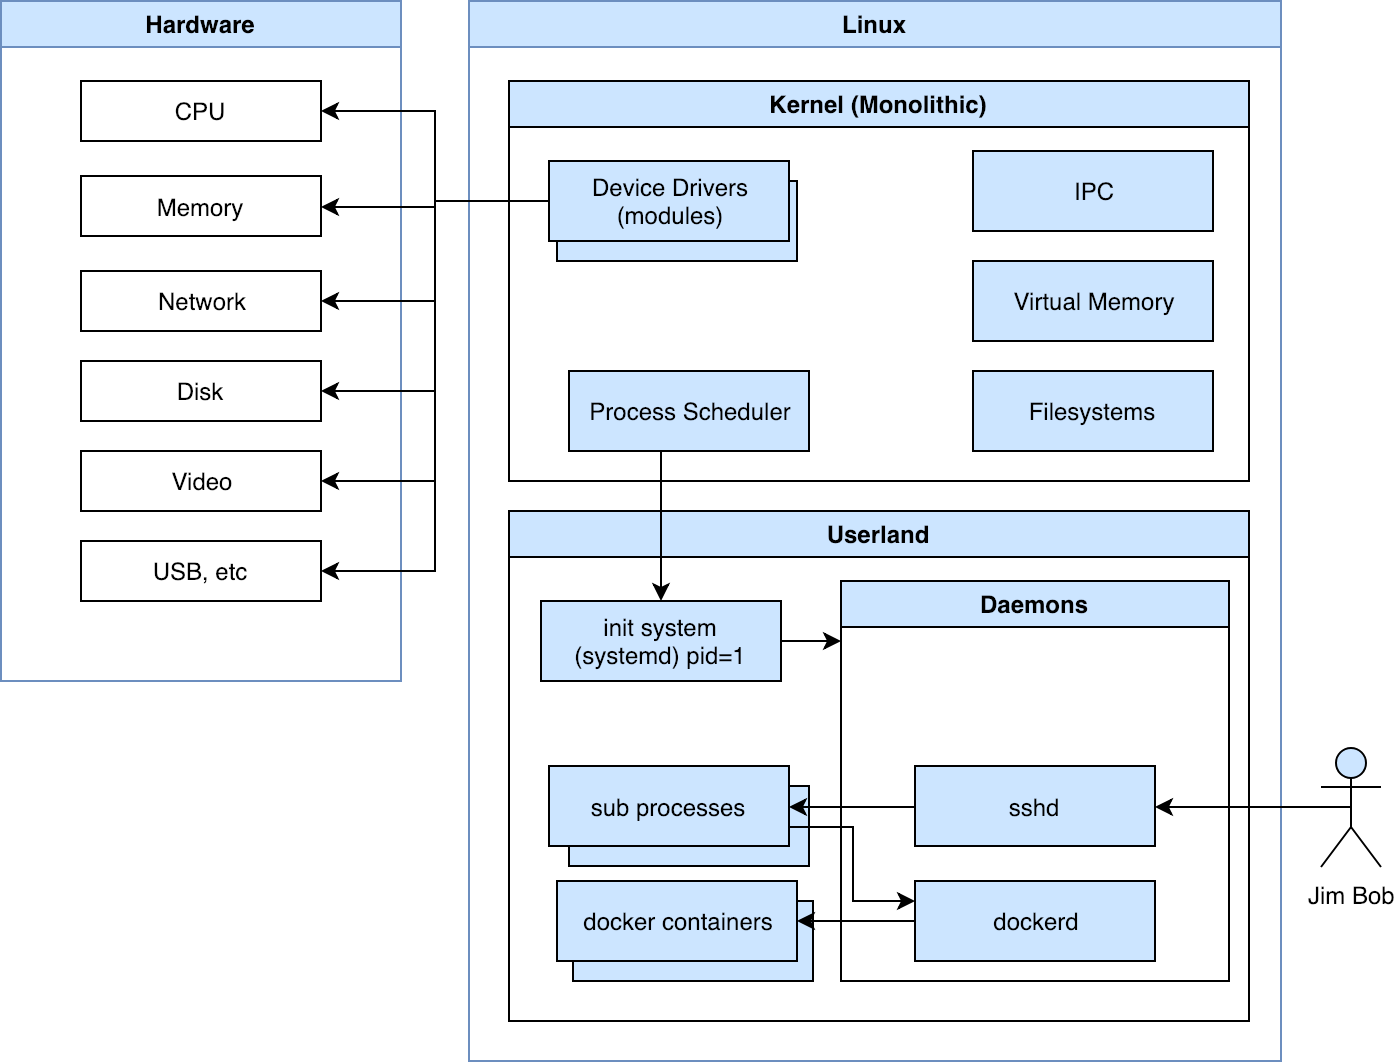 Hardware
CPU
Memory
Network
Disk
Video
USB, etc
Linux
Kernel (Monolithic)
Device Drivers
(modules)
IPC
Virtual Memory
Process Scheduler
Filesystems
Userland
init system
(systemd) pid=1
Daemons
sub processes
sshd
docker containers
dockerd
Jim Bob